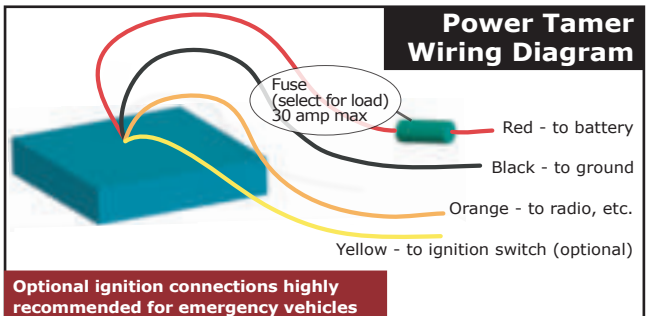 Power Tamer
Wiring Diagram
Fuse
(select for load)
30 amp max
Red - to battery
Black - to ground
Orange - to radio, etc.
Yellow - to ignition switch (optional)
Optional ignition connections highly
recommended for emergency vehicles